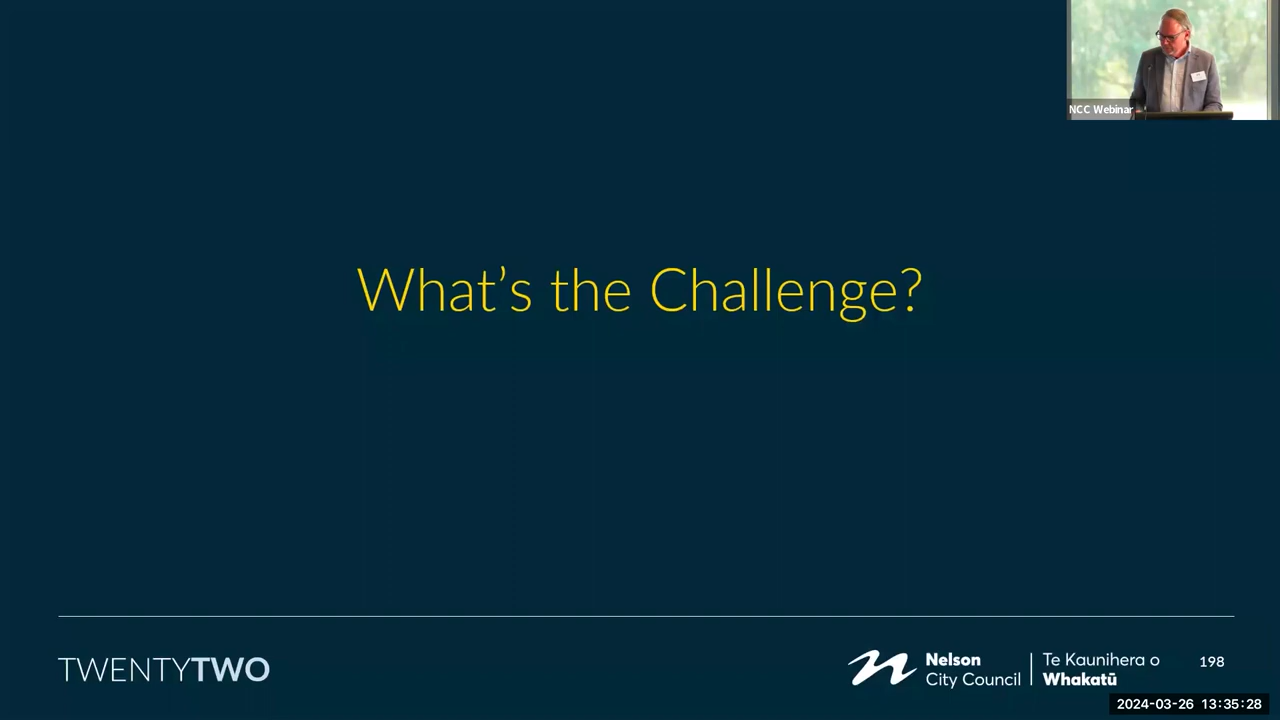 NCC Webinar
What's the Challenge?
TWENTYTWO
Nelson
City Council
Te Kaunihera o
Whakatū
198
2024-03-26 13:35:28